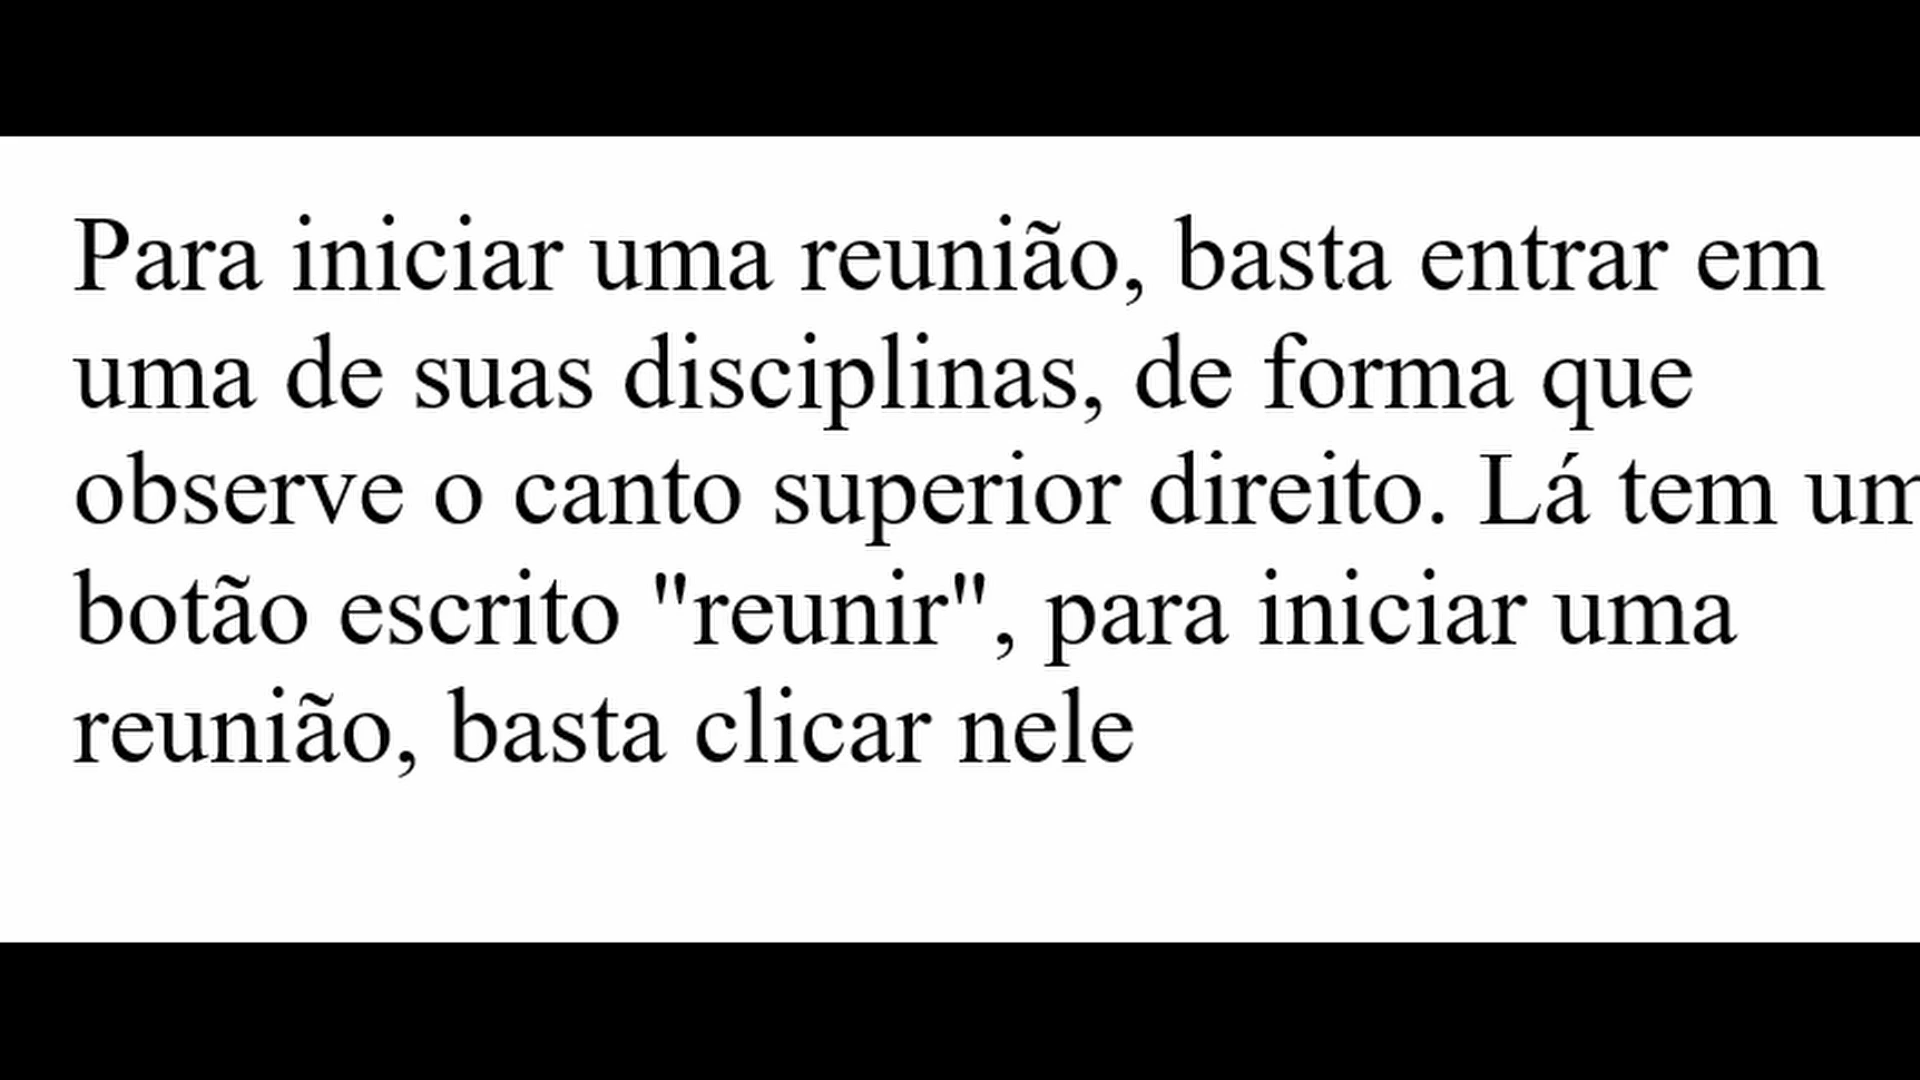 Para iniciar uma reunião, basta entrar em
uma de suas disciplinas, de forma que
observe o canto superior direito. Lá tem um
botão escrito "reunir", para iniciar uma
reunião, basta clicar nele